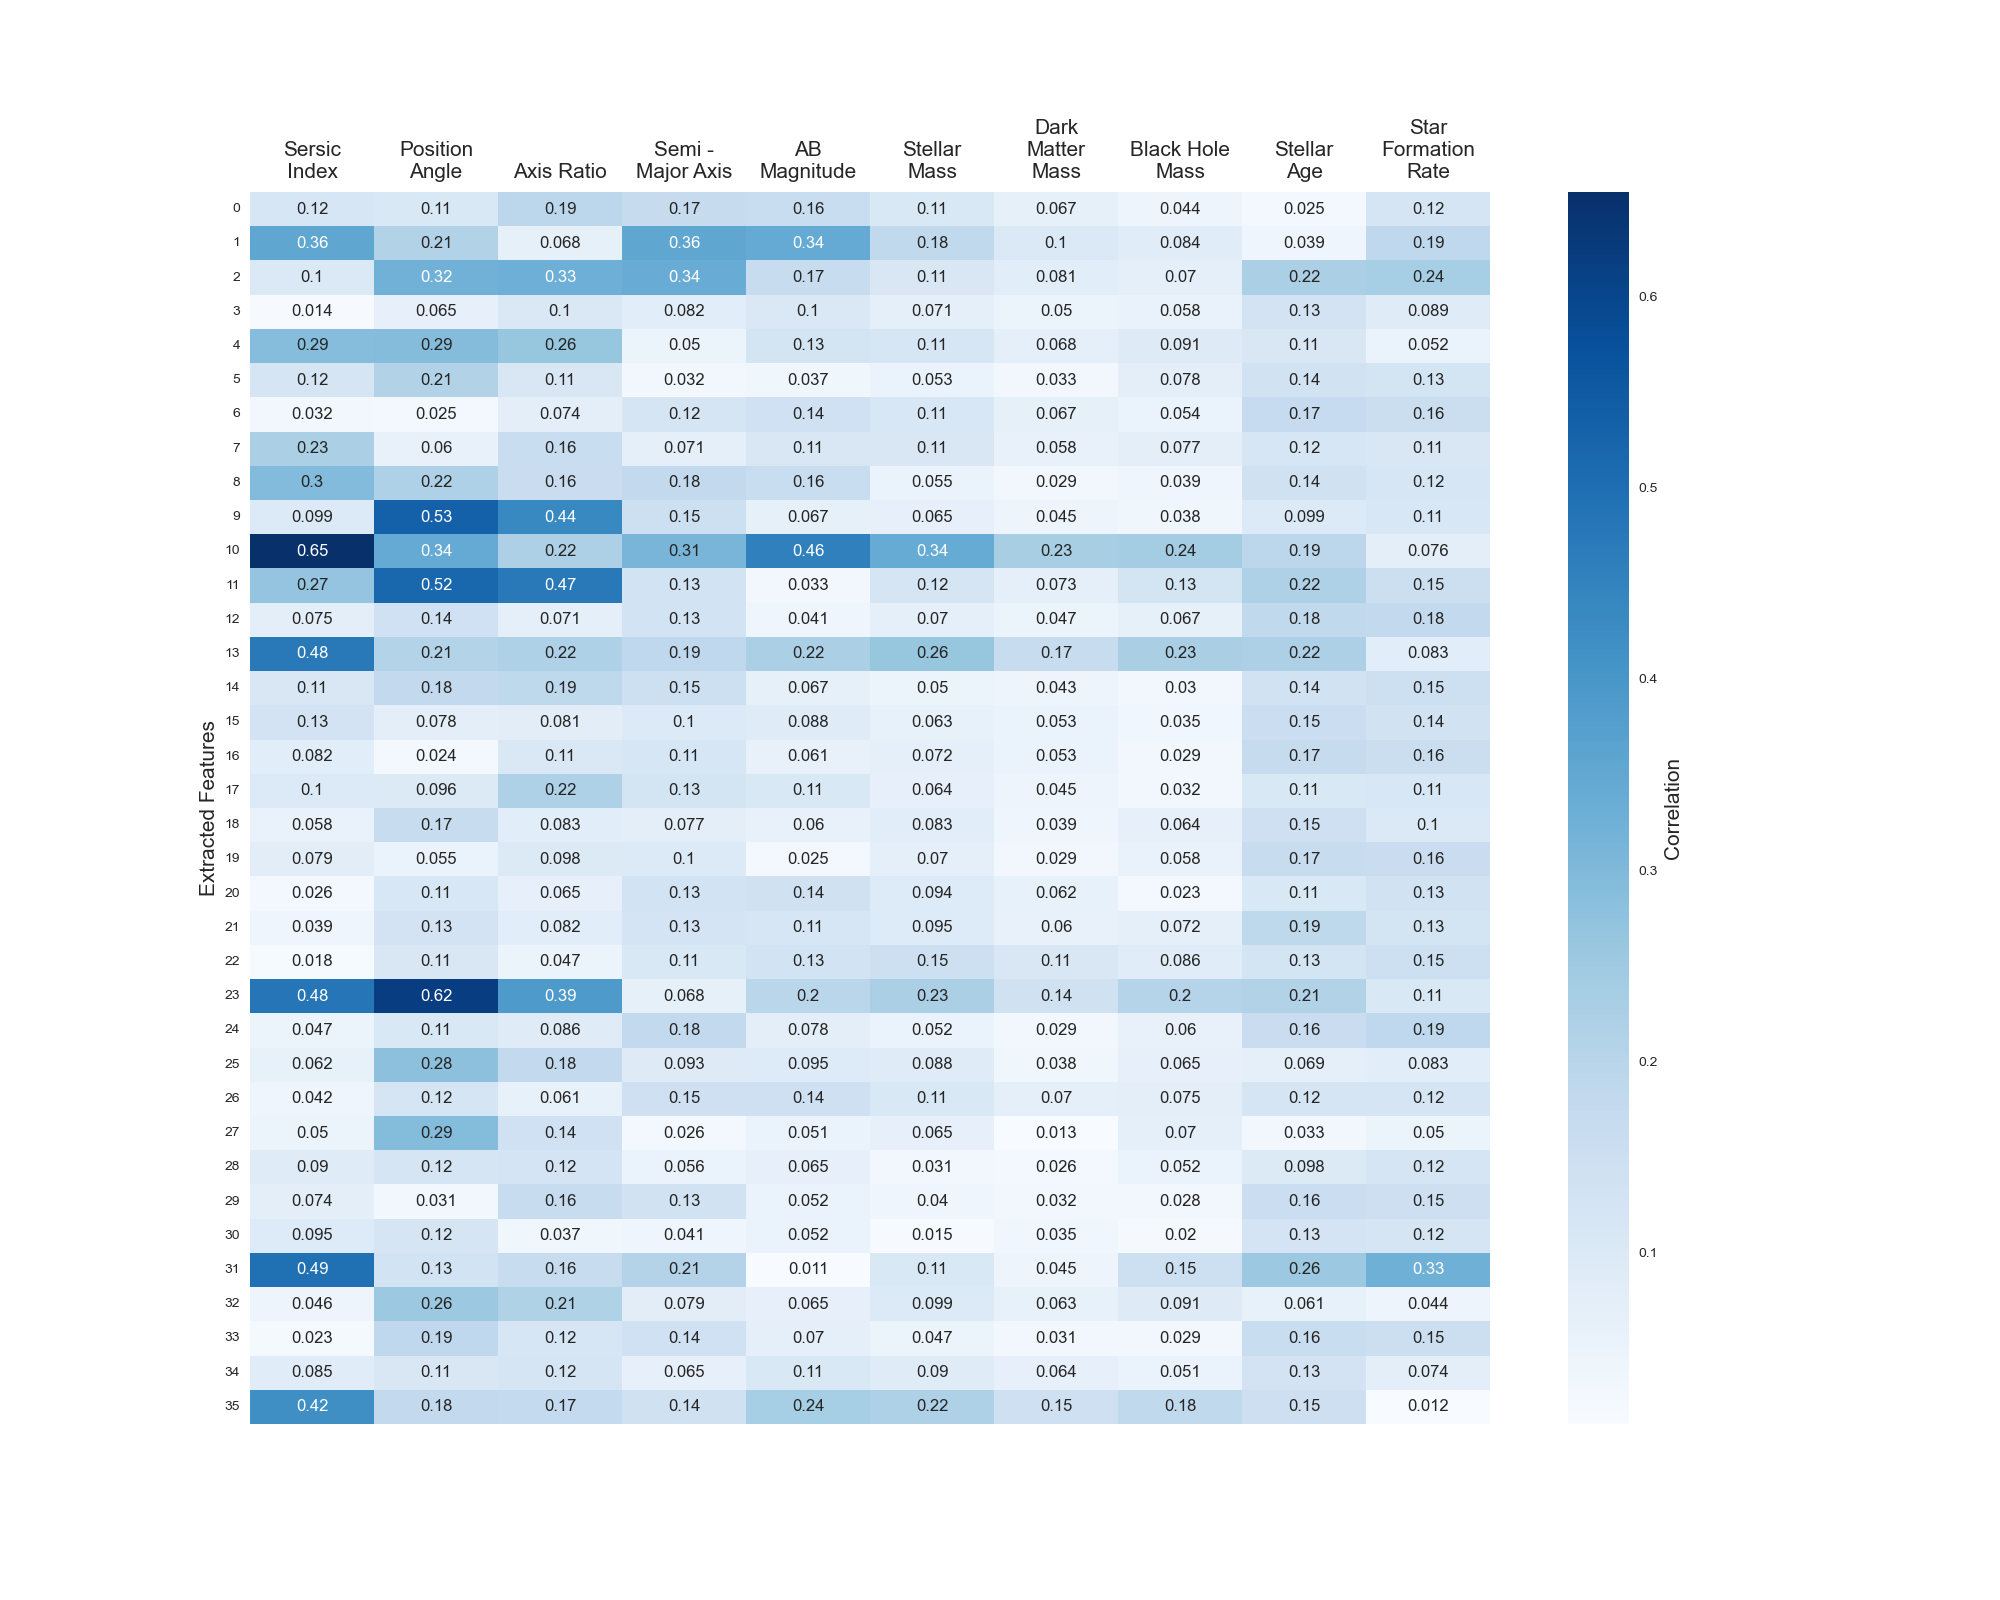 Sersic Index
Position Angle
Axis Ratio
Semi - Major Axis
AB Magnitude
Stellar Mass
Dark Matter Mass
Black Hole Mass
Stellar Age
Star Formation Rate
0 0.12 0.11 0.19 0.17 0.16 0.11 0.067 0.044 0.025 0.12
1 0.36 0.21 0.068 0.36 0.34 0.18 0.1 0.084 0.039 0.19
2 0.1 0.32 0.33 0.34 0.17 0.11 0.081 0.07 0.22 0.24
3 0.014 0.065 0.1 0.082 0.1 0.071 0.05 0.058 0.13 0.089
4 0.29 0.29 0.26 0.05 0.13 0.11 0.068 0.091 0.11 0.052
5 0.12 0.21 0.11 0.032 0.037 0.053 0.033 0.078 0.14 0.13
6 0.032 0.025 0.074 0.12 0.14 0.11 0.067 0.054 0.17 0.16
7 0.23 0.06 0.16 0.071 0.11 0.11 0.058 0.077 0.12 0.11
8 0.3 0.22 0.16 0.18 0.16 0.055 0.029 0.039 0.14 0.12
9 0.099 0.53 0.44 0.15 0.067 0.065 0.045 0.038 0.099 0.11
10 0.65 0.34 0.22 0.31 0.46 0.34 0.23 0.24 0.19 0.076
11 0.27 0.52 0.47 0.13 0.033 0.12 0.073 0.13 0.22 0.15
12 0.075 0.14 0.071 0.13 0.041 0.07 0.047 0.067 0.18 0.18
13 0.48 0.21 0.22 0.19 0.22 0.26 0.17 0.23 0.22 0.083
14 0.11 0.18 0.19 0.15 0.067 0.05 0.043 0.03 0.14 0.15
15 0.13 0.078 0.081 0.1 0.088 0.063 0.053 0.035 0.15 0.14
16 0.082 0.024 0.11 0.11 0.061 0.072 0.053 0.029 0.17 0.16
17 0.1 0.096 0.22 0.13 0.11 0.064 0.045 0.032 0.11 0.11
18 0.058 0.17 0.083 0.077 0.06 0.083 0.039 0.064 0.15 0.1
19 0.079 0.055 0.098 0.1 0.025 0.07 0.029 0.058 0.17 0.16
20 0.026 0.11 0.065 0.13 0.14 0.094 0.062 0.023 0.11 0.13
21 0.039 0.13 0.082 0.13 0.11 0.095 0.06 0.072 0.19 0.13
22 0.018 0.11 0.047 0.11 0.13 0.15 0.11 0.086 0.13 0.15
23 0.48 0.62 0.39 0.068 0.2 0.23 0.14 0.2 0.21 0.11
24 0.047 0.11 0.086 0.18 0.078 0.052 0.029 0.06 0.16 0.19
25 0.062 0.28 0.18 0.093 0.095 0.088 0.038 0.065 0.069 0.083
26 0.042 0.12 0.061 0.15 0.14 0.11 0.07 0.075 0.12 0.12
27 0.05 0.29 0.14 0.026 0.051 0.065 0.013 0.07 0.033 0.05
28 0.09 0.12 0.12 0.056 0.065 0.031 0.026 0.052 0.098 0.12
29 0.074 0.031 0.16 0.13 0.052 0.04 0.032 0.028 0.16 0.15
30 0.095 0.12 0.037 0.041 0.052 0.015 0.035 0.02 0.13 0.12
31 0.49 0.13 0.16 0.21 0.011 0.11 0.045 0.15 0.26 0.33
32 0.046 0.26 0.21 0.079 0.065 0.099 0.063 0.091 0.061 0.044
33 0.023 0.19 0.12 0.14 0.07 0.047 0.031 0.029 0.16 0.15
34 0.085 0.11 0.12 0.065 0.11 0.09 0.064 0.051 0.13 0.074
35 0.42 0.18 0.17 0.14 0.24 0.22 0.15 0.18 0.15 0.012
Extracted Features
0.6
0.5
0.4
0.3
0.2
0.1
Correlation